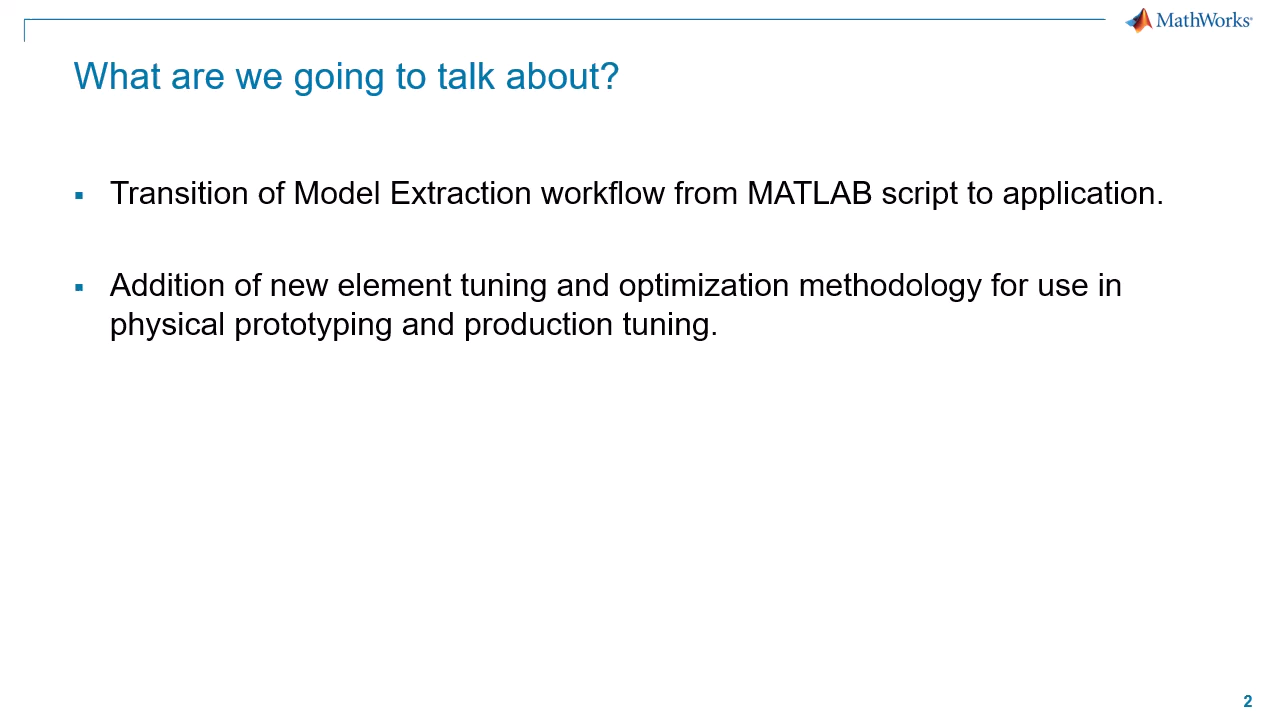 MathWorks®
What are we going to talk about?
▪ Transition of Model Extraction workflow from MATLAB script to application.
▪ Addition of new element tuning and optimization methodology for use in
physical prototyping and production tuning.
2